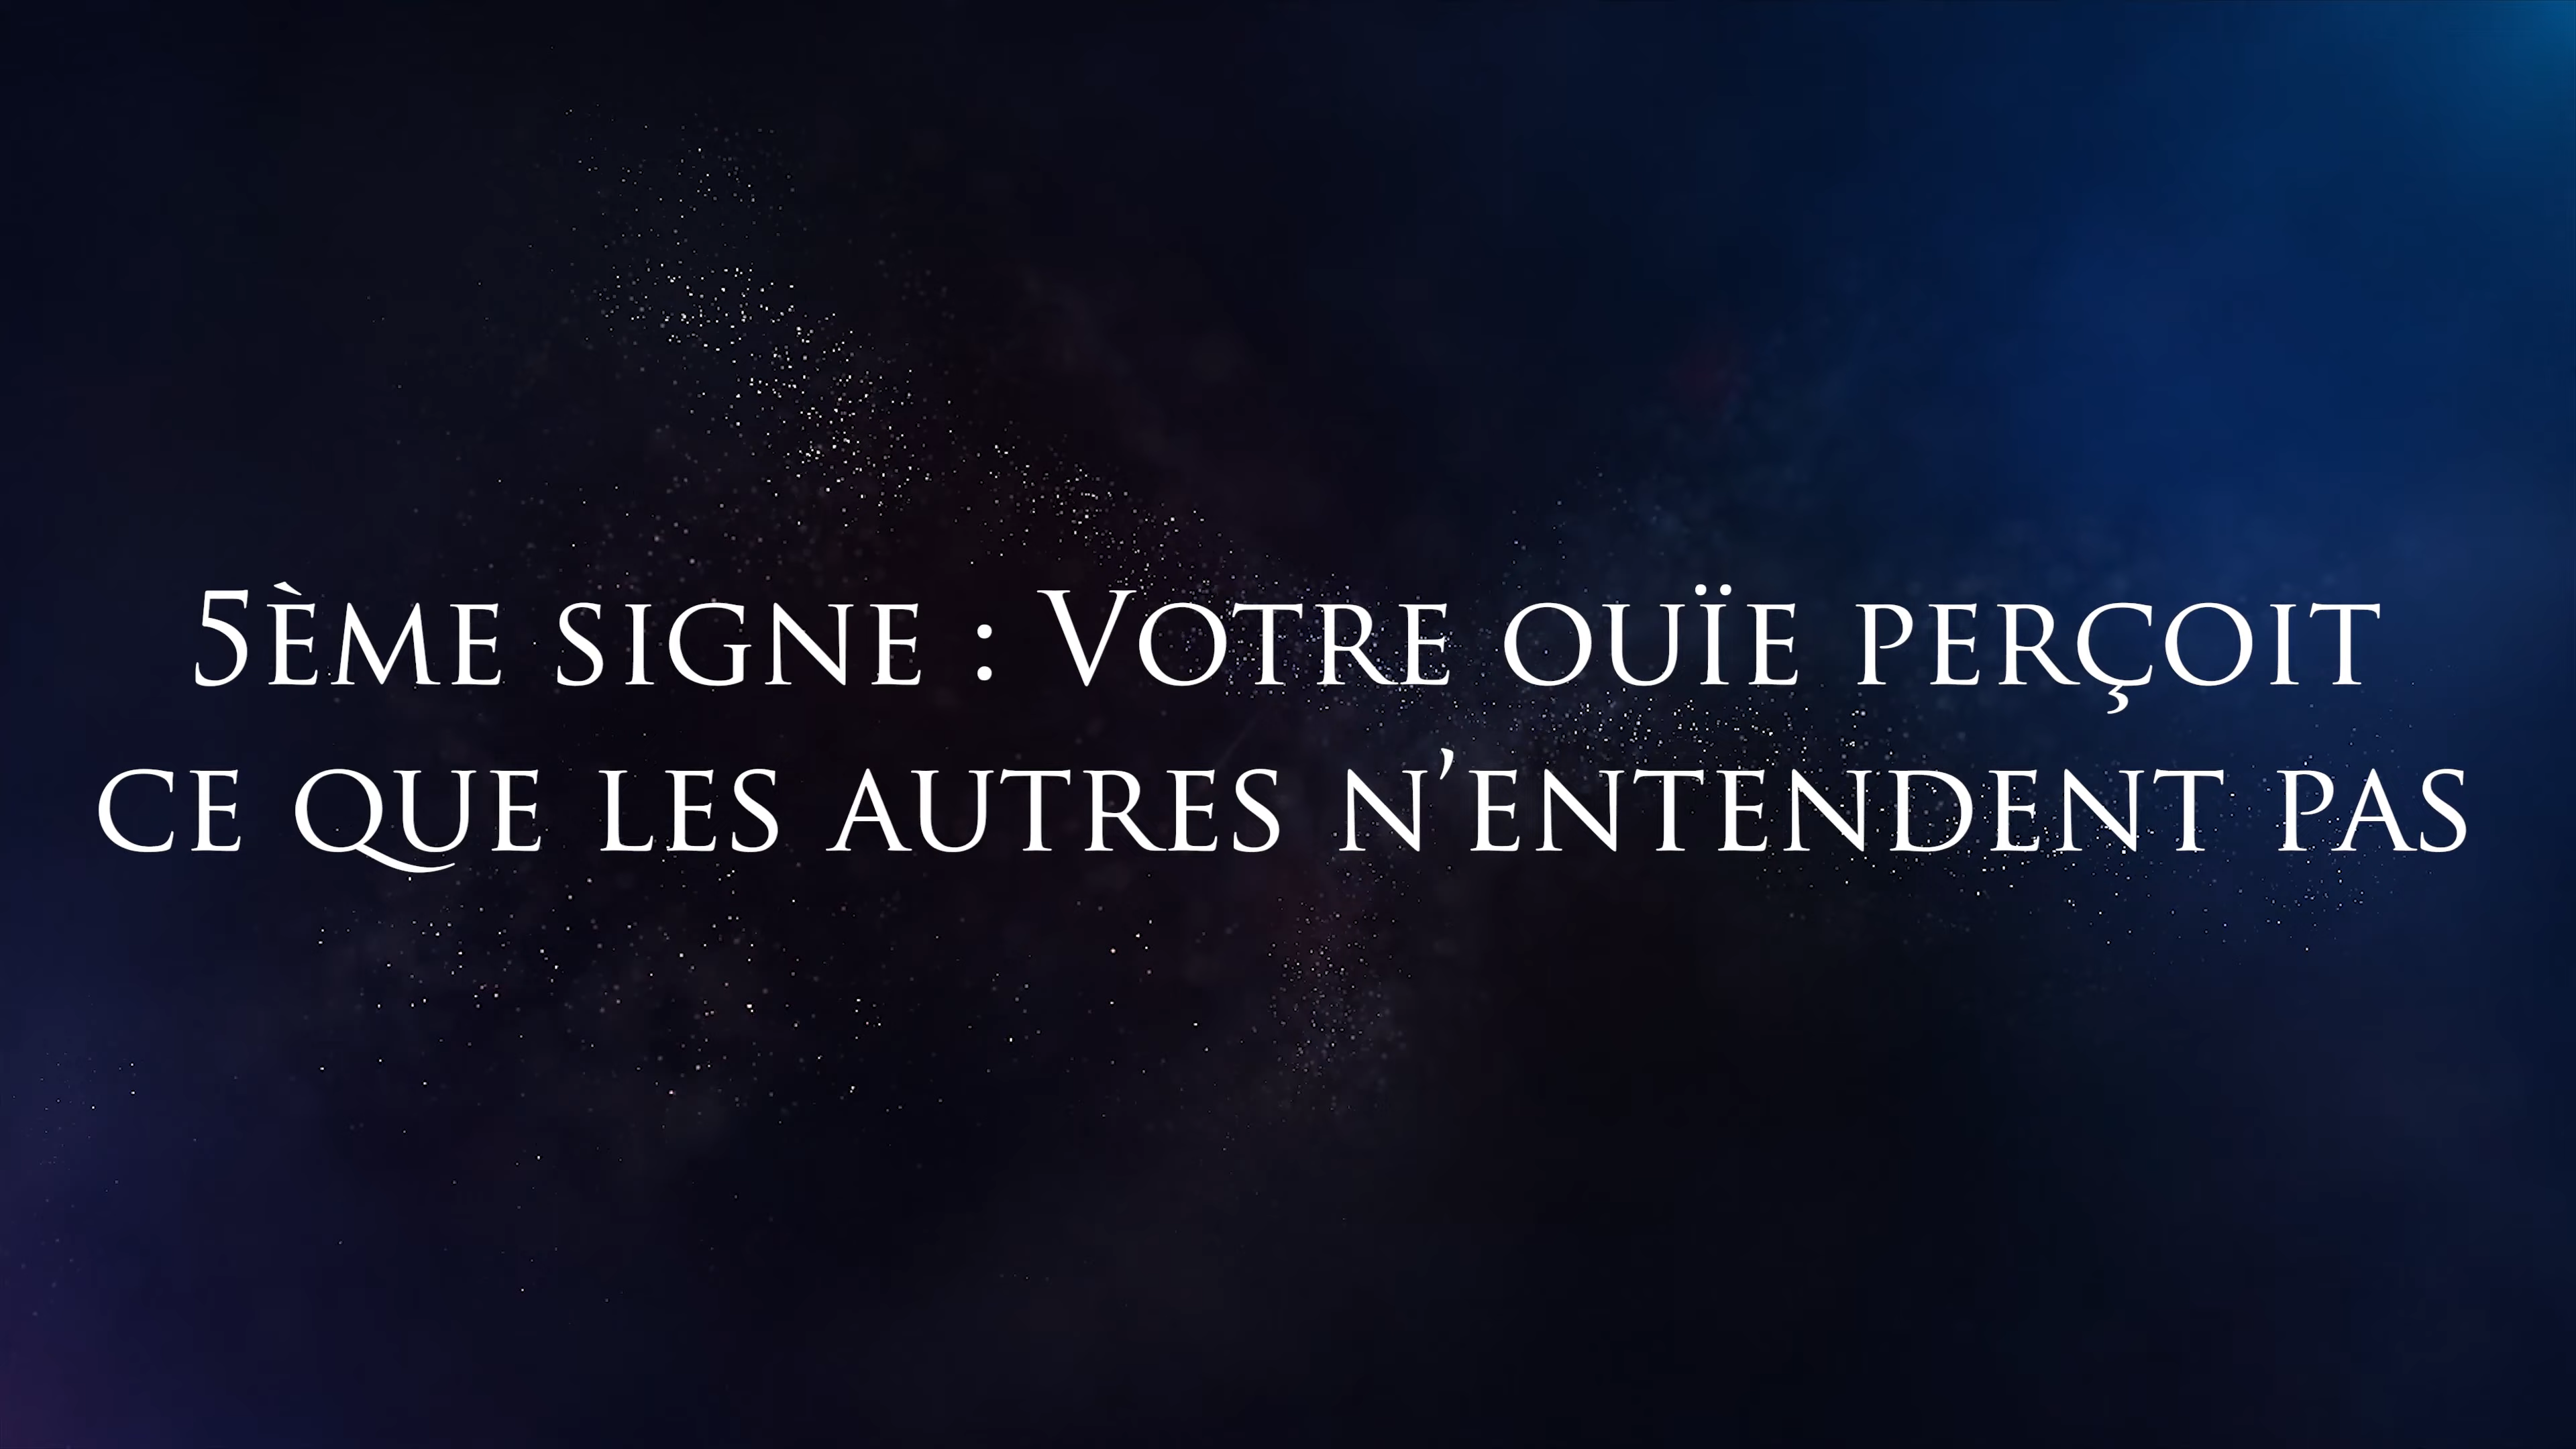 5ème signe : Votre ouïe perçoit
ce que les autres n’entendent pas